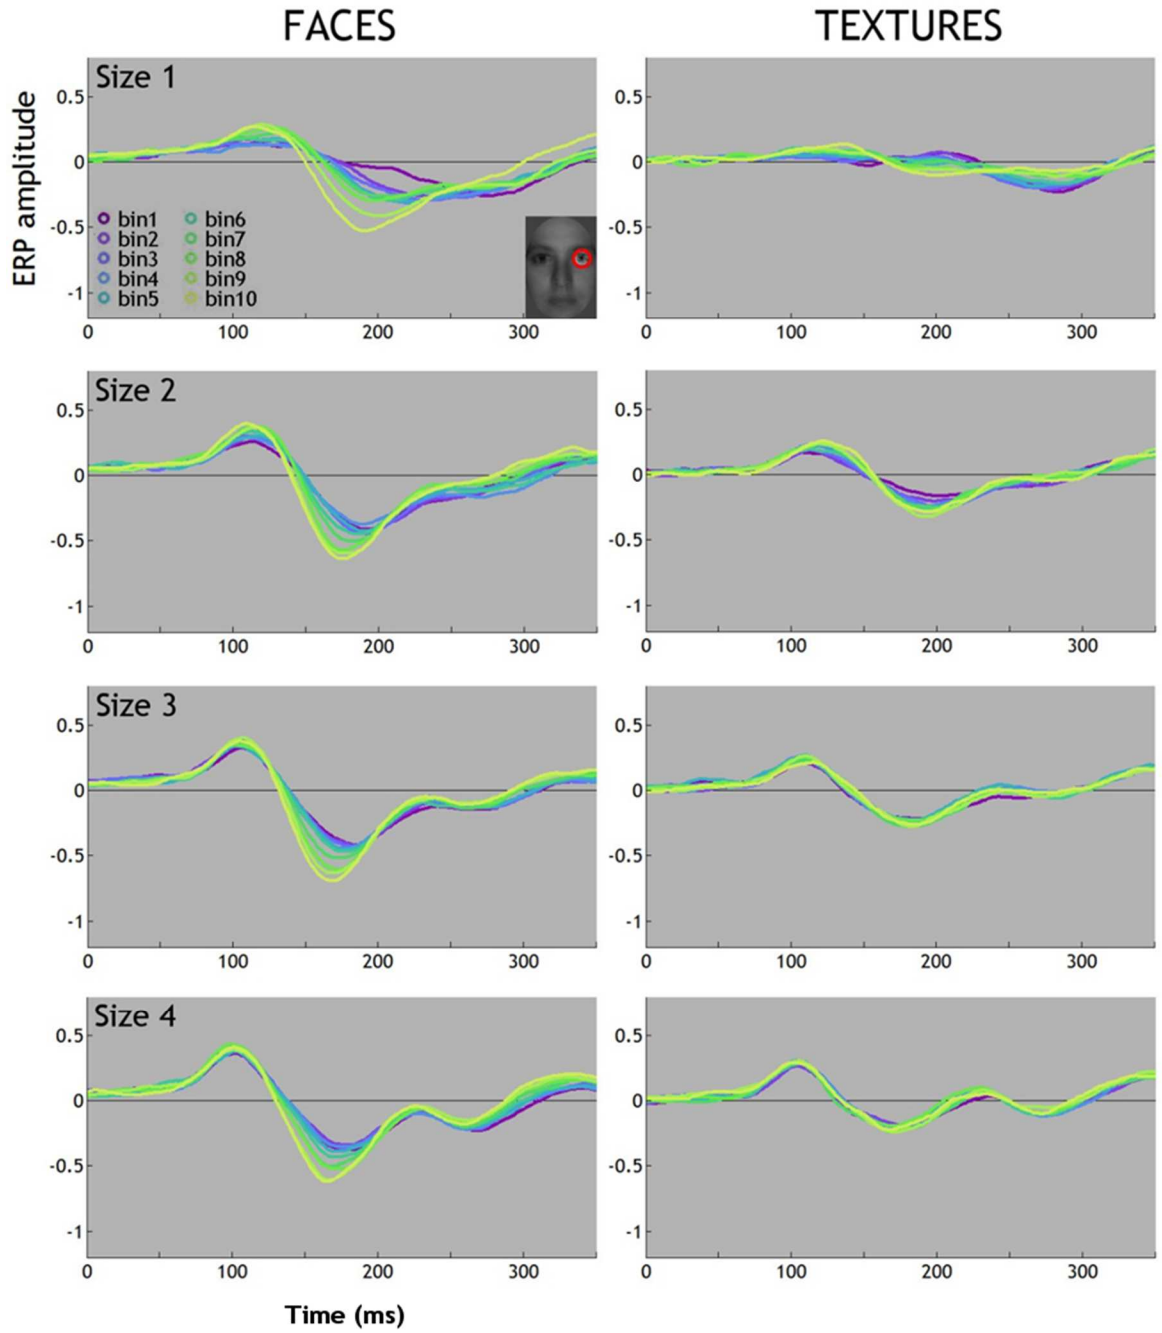 FACES TEXTURES
Size 1
ERP amplitude
0.5 0.5
0 0
-0.5 -0.5
-1 -1
bin1 bin6
bin2 bin7
bin3 bin8
bin4 bin9
bin5 bin10
0 100 200 300 0 100 200 300
Size 2
0.5 0.5
0 0
-0.5 -0.5
-1 -1
0 100 200 300 0 100 200 300
Size 3
0.5 0.5
0 0
-0.5 -0.5
-1 -1
0 100 200 300 0 100 200 300
Size 4
0.5 0.5
0 0
-0.5 -0.5
-1 -1
0 100 200 300 0 100 200 300
Time (ms)